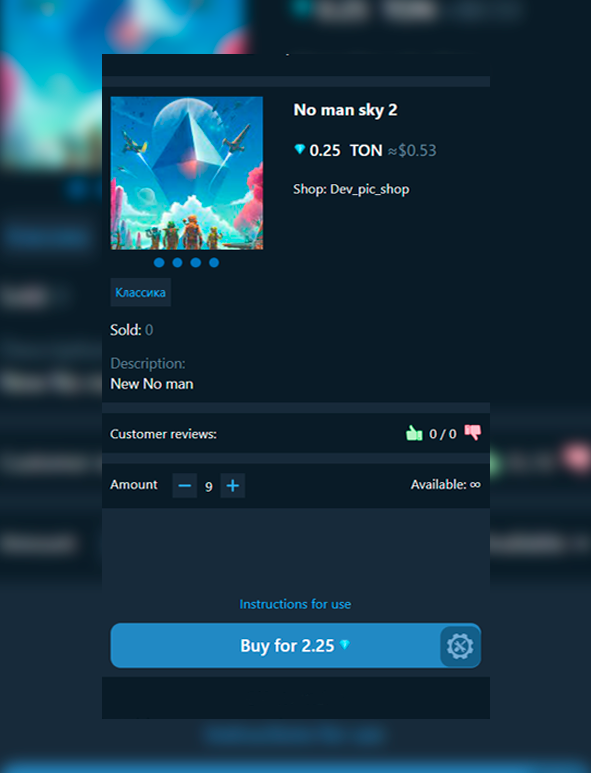 No man sky 2
0.25 TON ≈$0.53
Shop: Dev_pic_shop
Классика
Sold: 0
Description:
New No man
Customer reviews: 0 / 0
Amount 9 Available: ∞
Instructions for use
Buy for 2.25